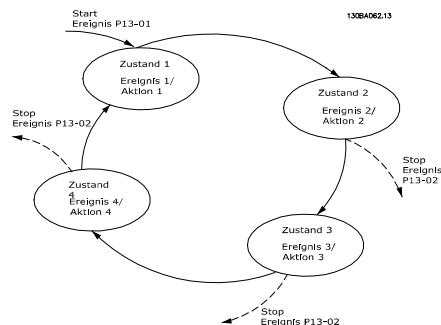 Start
Ereignis P13-01
130BA062.13
Zustand 1
Ereignis 1/
Aktion 1
Zustand 2
Ereignis 2/
Aktion 2
Stop
Ereignis P13-02
Stop
Ereignis
P13-02
Zustand
4
Ereignis 4/
Aktion 4
Zustand 3
Ereignis 3/
Aktion 3
Stop
Ereignis P13-02